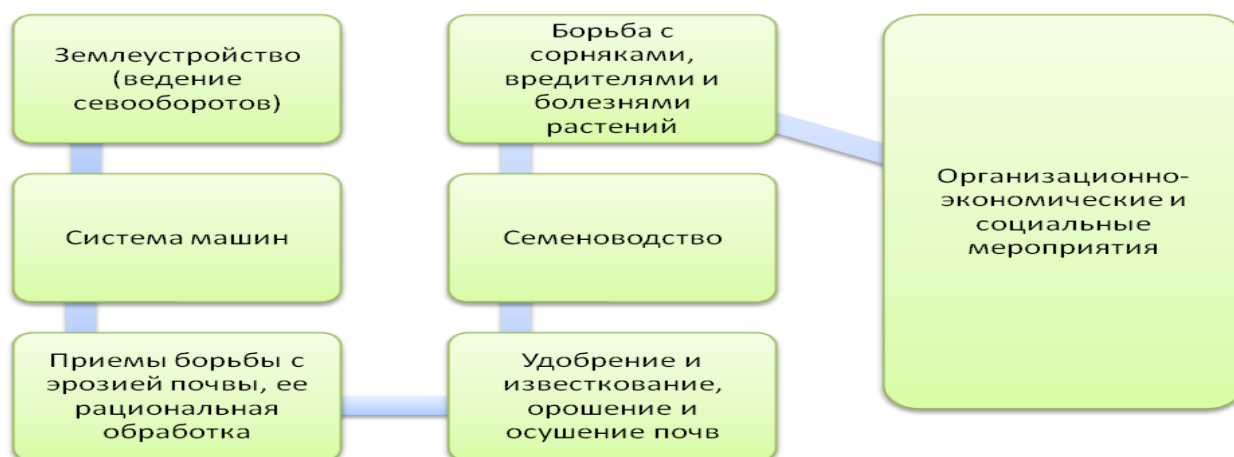 Землеустройство
(ведение
севооборотов)
Система машин
Приемы борьбы с
эрозией почвы, ее
рациональная
обработка
Удобрение и
известкование,
орошение и
осушение почв
Семеноводство
Борьба с
сорняками,
вредителями и
болезнями
растений
Организационно-
экономические и
социальные
мероприятия